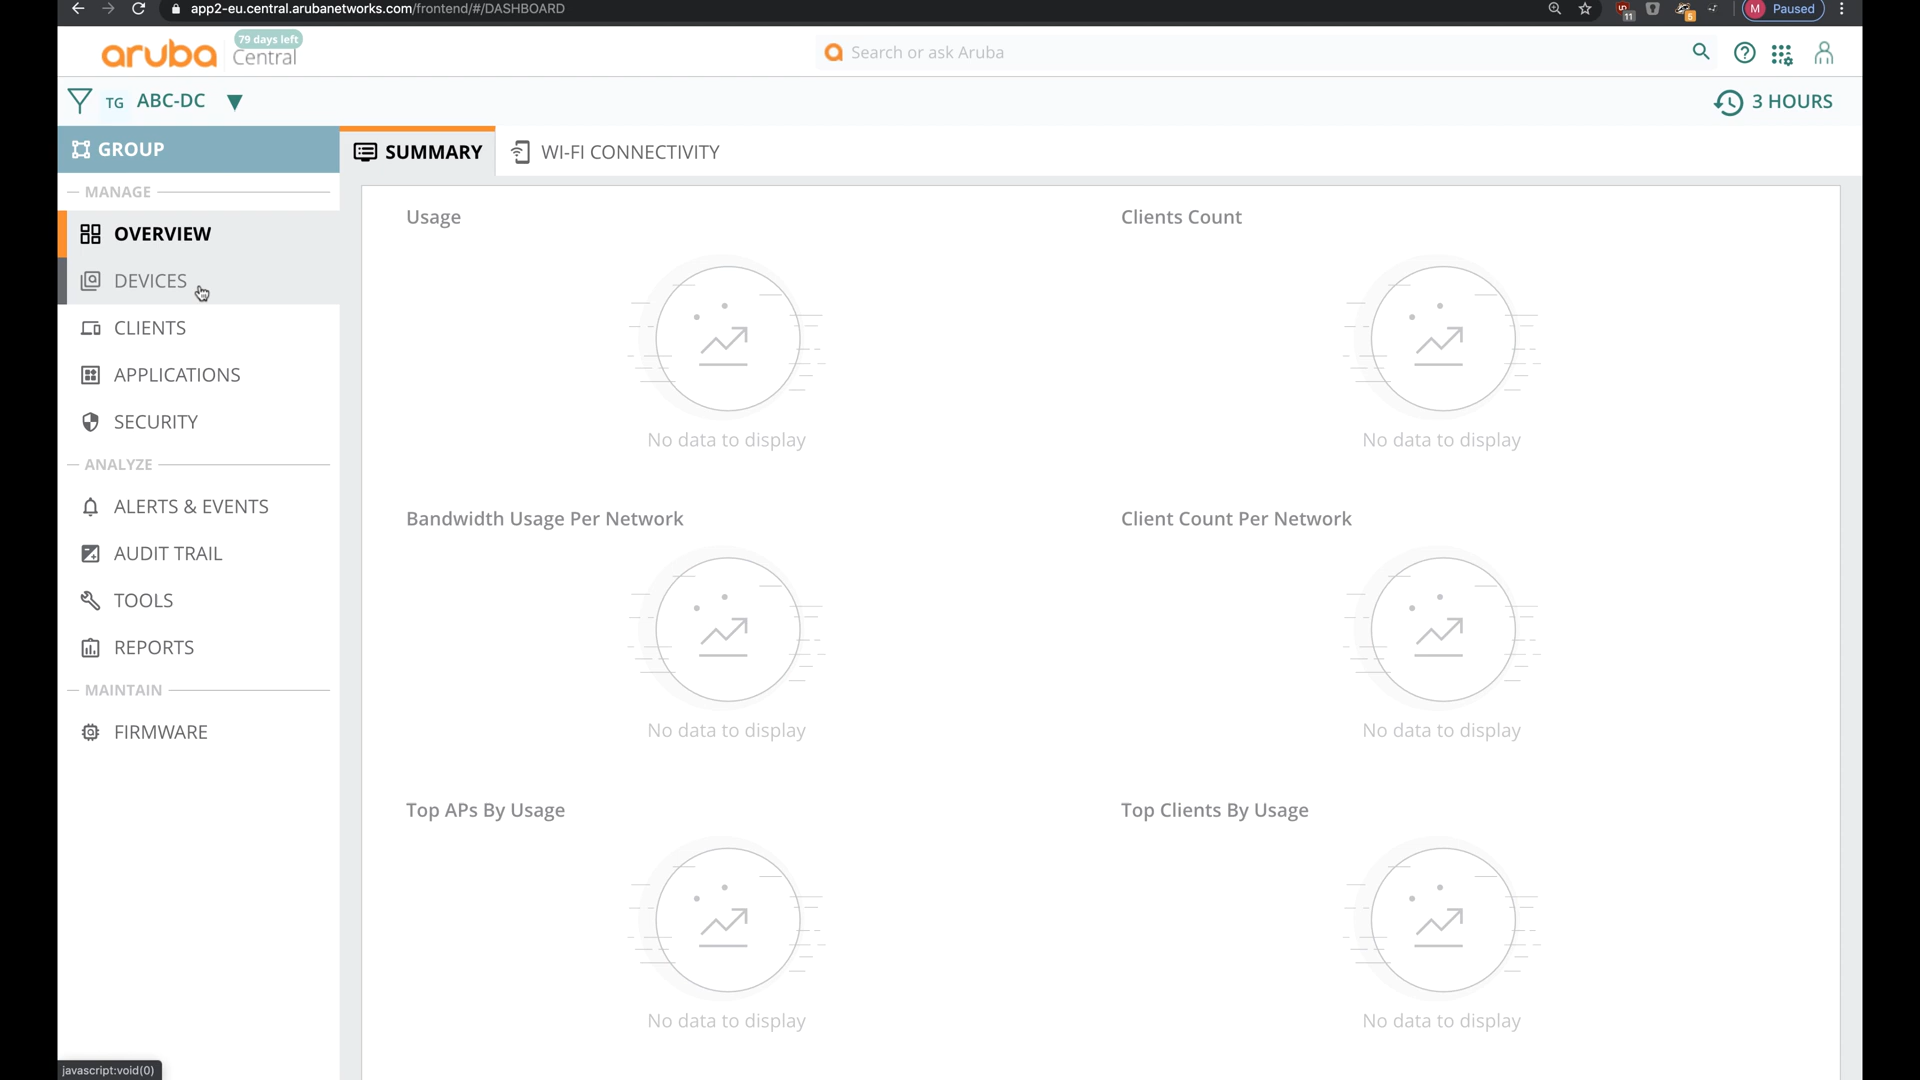 app2-eu.central.arubanetworks.com/frontend/#/DASHBOARD
11
5
M Paused
aruba
79 days left
Central
Search or ask Aruba
TG ABC-DC
3 HOURS
GROUP
SUMMARY
WI-FI CONNECTIVITY
MANAGE
OVERVIEW
DEVICES
CLIENTS
APPLICATIONS
SECURITY
ANALYZE
ALERTS & EVENTS
AUDIT TRAIL
TOOLS
REPORTS
MAINTAIN
FIRMWARE
Usage
No data to display
Clients Count
No data to display
Bandwidth Usage Per Network
No data to display
Client Count Per Network
No data to display
Top APs By Usage
No data to display
Top Clients By Usage
No data to display
javascript:void(0)